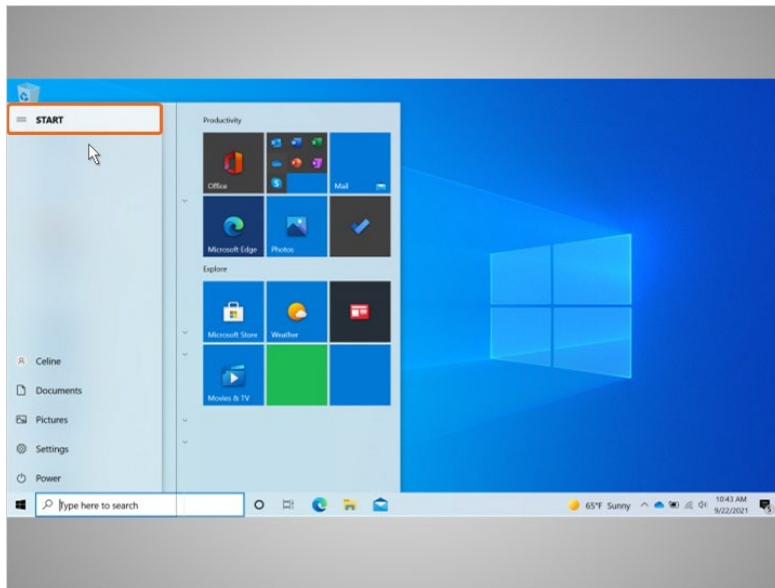 START
Productivity
Office
S
Mail
Microsoft Edge
Photos
Explore
Microsoft Store
Weather
Movies & TV
Celine
Documents
Pictures
Settings
Power
Type here to search
65°F Sunny
10:43 AM
9/22/2021